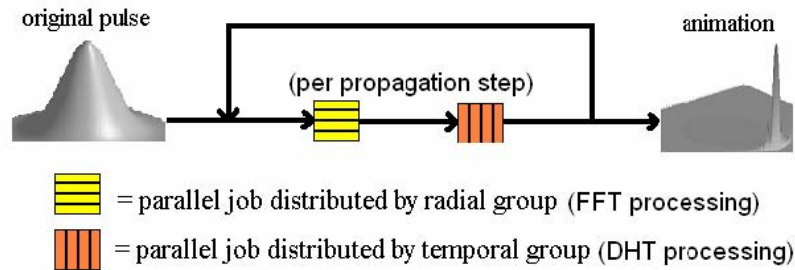 original pulse
animation
(per propagation step)
= parallel job distributed by radial group (FFT processing)
= parallel job distributed by temporal group (DHT processing)